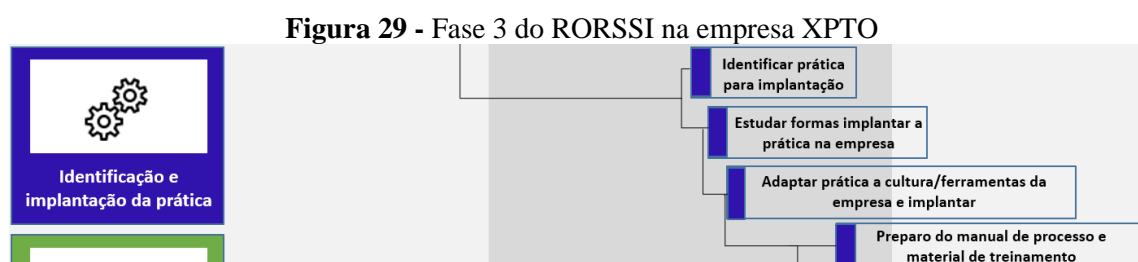 Figura 29 - Fase 3 do RORSSI na empresa XPTO
Identificação e
implantação da prática
Identificar prática
para implantação
Estudar formas implantar a
prática na empresa
Adaptar prática a cultura/ferramentas da
empresa e implantar
Preparo do manual de processo e
material de treinamento